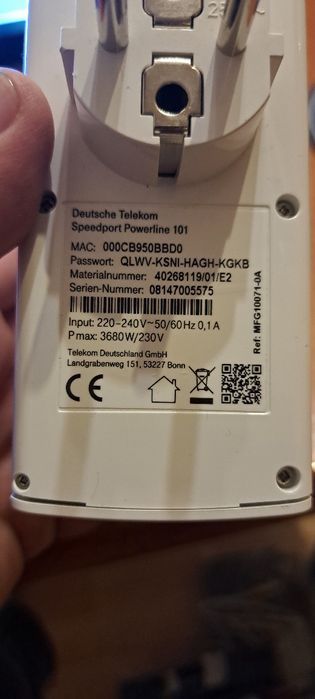 Deutsche Telekom
Speedport Powerline 101
MAC: 000CB950BBD0
Passwort: QLWV-KSNI-HAGH-KGKB
Materialnummer: 40268119/01/E2
Serien-Nummer: 08147005575
Input: 220-240V~50/60Hz 0,1A
Pmax: 3680W/230V
Telekom Deutschland GmbH
Landgrabenweg 151, 53227 Bonn
CE
Ref: MFG10071-0A